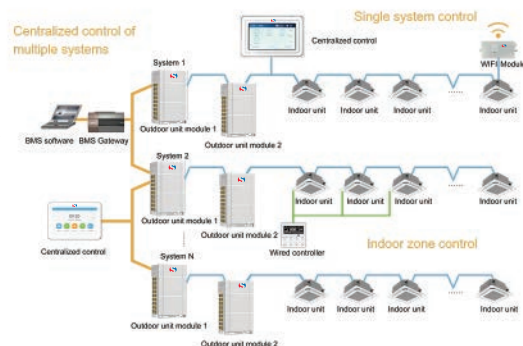 Centralized control of
multiple systems
Single system control
Centralized control
WIFI Module
System 1
Indoor unit
Indoor unit
Indoor unit
Indoor unit
Outdoor unit module 1
Outdoor unit module 2
BMS software
BMS Gateway
System 2
Indoor unit
Indoor unit
Indoor unit
Indoor unit
Outdoor unit module 1
Outdoor unit module 2
Wired controller
Centralized control
Indoor zone control
System N
Indoor unit
Indoor unit
Indoor unit
Indoor unit
Outdoor unit module 1
Outdoor unit module 2